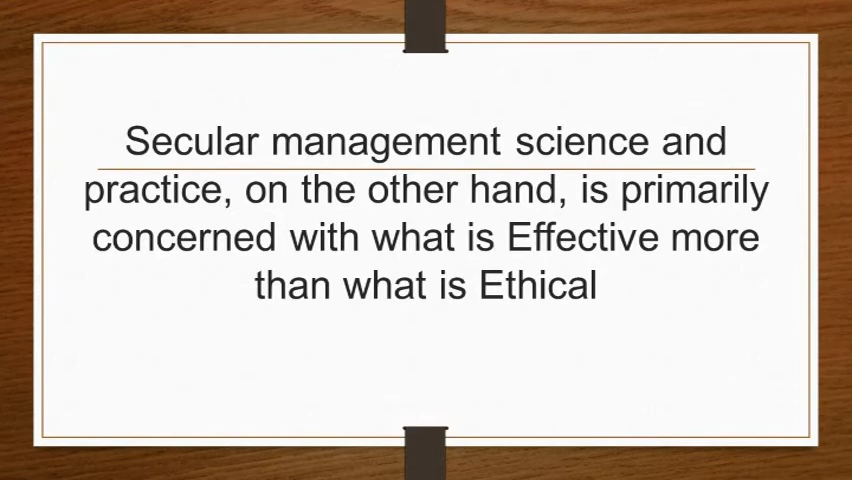 Secular management science and
practice, on the other hand, is primarily
concerned with what is Effective more
than what is Ethical